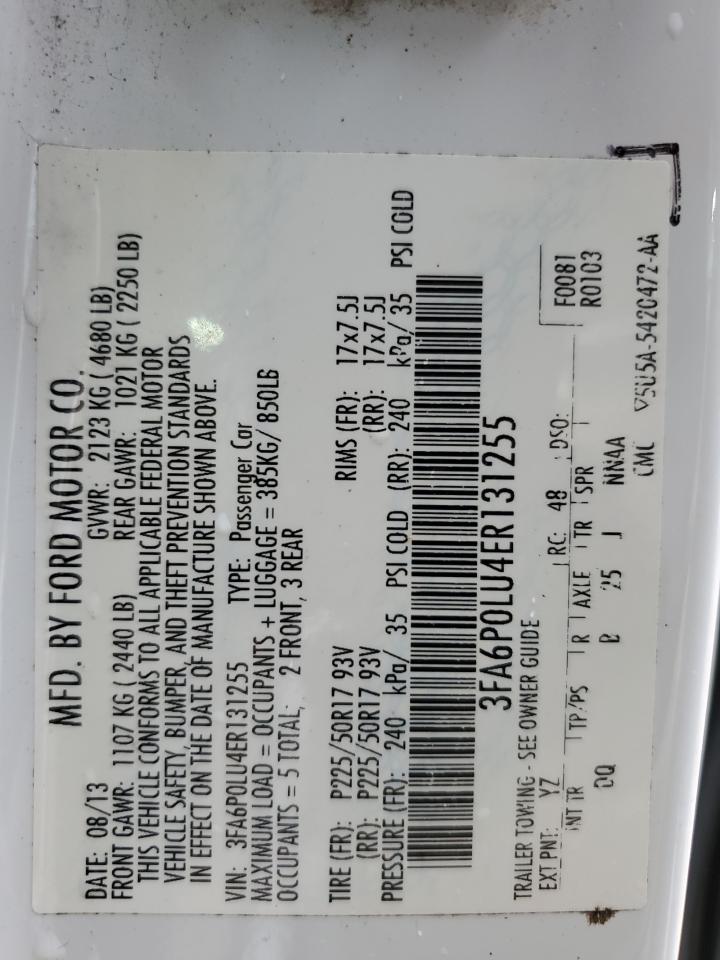 MFD. BY FORD MOTOR CO.
DATE: 08/13 GVWR: 2123 KG ( 4680 LB)
FRONT GAWR: 1107 KG ( 2440 LB) REAR GAWR: 1021 KG ( 2250 LB)
THIS VEHICLE CONFORMS TO ALL APPLICABLE FEDERAL MOTOR
VEHICLE SAFETY, BUMPER, AND THEFT PREVENTION STANDARDS
IN EFFECT ON THE DATE OF MANUFACTURE SHOWN ABOVE.
VIN: 3FA6P0LU4ER131255 TYPE: Passenger Car
MAXIMUM LOAD = OCCUPANTS + LUGGAGE = 385KG/ 850LB
OCCUPANTS = 5 TOTAL, 2 FRONT, 3 REAR
TIRE (FR): P225/50R17 93V RIMS (FR): 17x7.5J
(RR): P225/50R17 93V (RR): 17x7.5J
PRESSURE (FR): 240 kPa/ 35 PSI COLD (RR): 240 kPa/ 35 PSI COLD
3FA6P0LU4ER131255
TRAILER TOWING - SEE OWNER GUIDE
F0081
R0103
EXT PNT: YZ RC: 48 DSO:
INT TR TP/PS R AXLE TR SPR
DQ 25 J NNAA
5U5A-5420472-AA